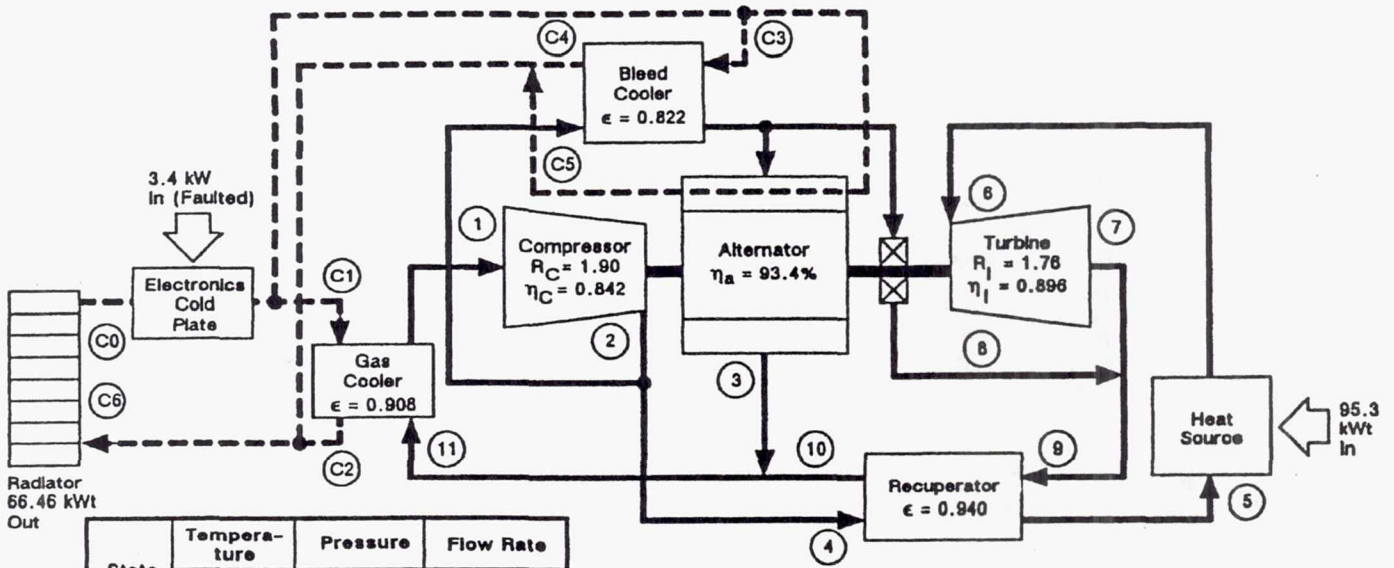 C4
C3
Bleed
Cooler
ϵ = 0.822
C5
3.4 kW
In (Faulted)
Electronics
Cold
Plate
C1
1
Compressor
R_C = 1.90
η_C = 0.842
2
Alternator
η_a = 93.4%
3
6
Turbine
R_I = 1.76
η_I = 0.896
7
8
C0
C6
Gas
Cooler
ϵ = 0.908
C2
11
10
9
Recuperator
ϵ = 0.940
4
5
Heat
Source
95.3
kWt
In
Radiator
66.46 kWt
Out
Tempera-
ture
Pressure
Flow Rate
State